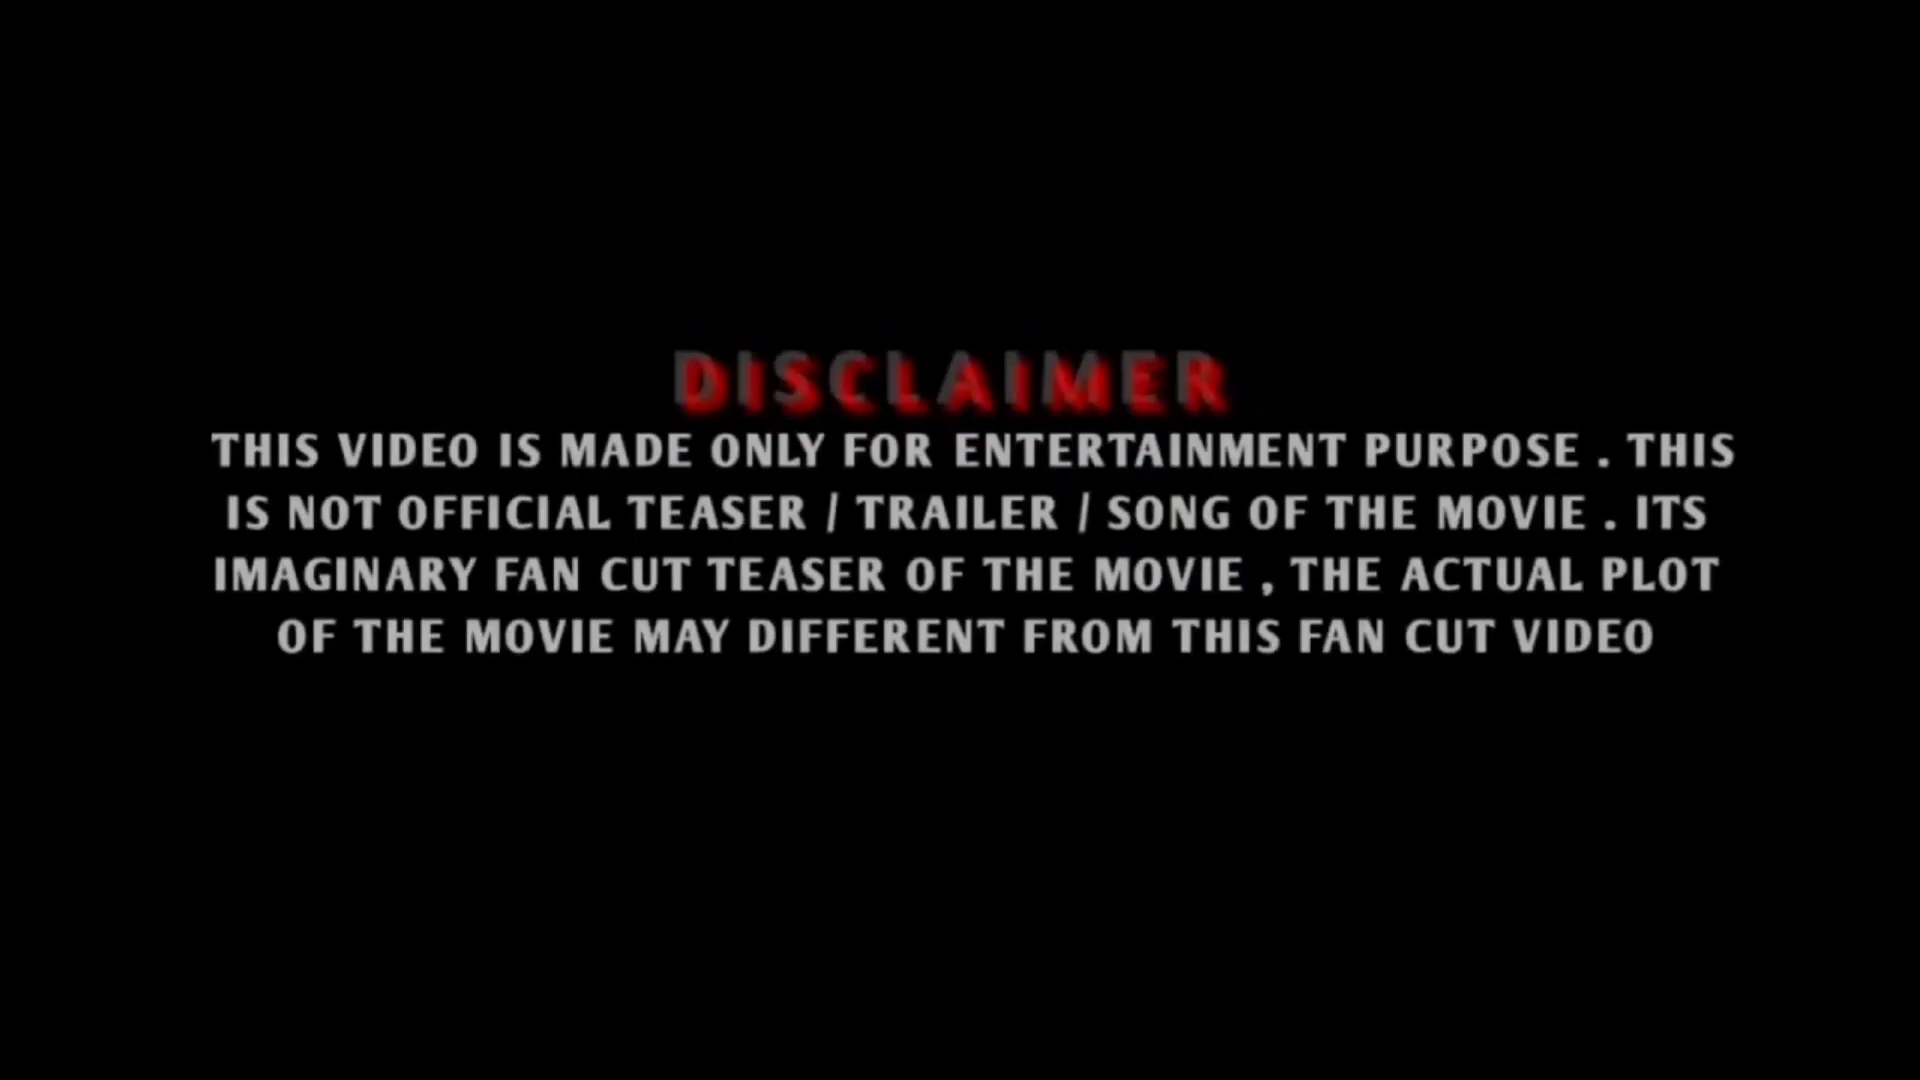 DISCLAIMER
THIS VIDEO IS MADE ONLY FOR ENTERTAINMENT PURPOSE . THIS
IS NOT OFFICIAL TEASER / TRAILER / SONG OF THE MOVIE . ITS
IMAGINARY FAN CUT TEASER OF THE MOVIE , THE ACTUAL PLOT
OF THE MOVIE MAY DIFFERENT FROM THIS FAN CUT VIDEO